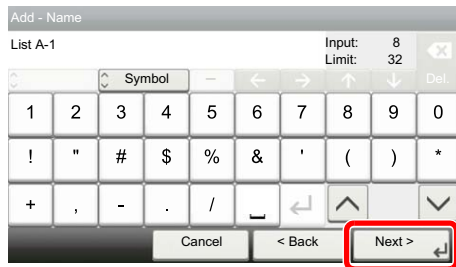 Add - Name
List A-1 Input: 8
Limit: 32
Symbol - ← → ↑ ↓ Del.
1 2 3 4 5 6 7 8 9 0
! " # $ % & ' ( ) *
+ , - . / _
Cancel < Back Next >